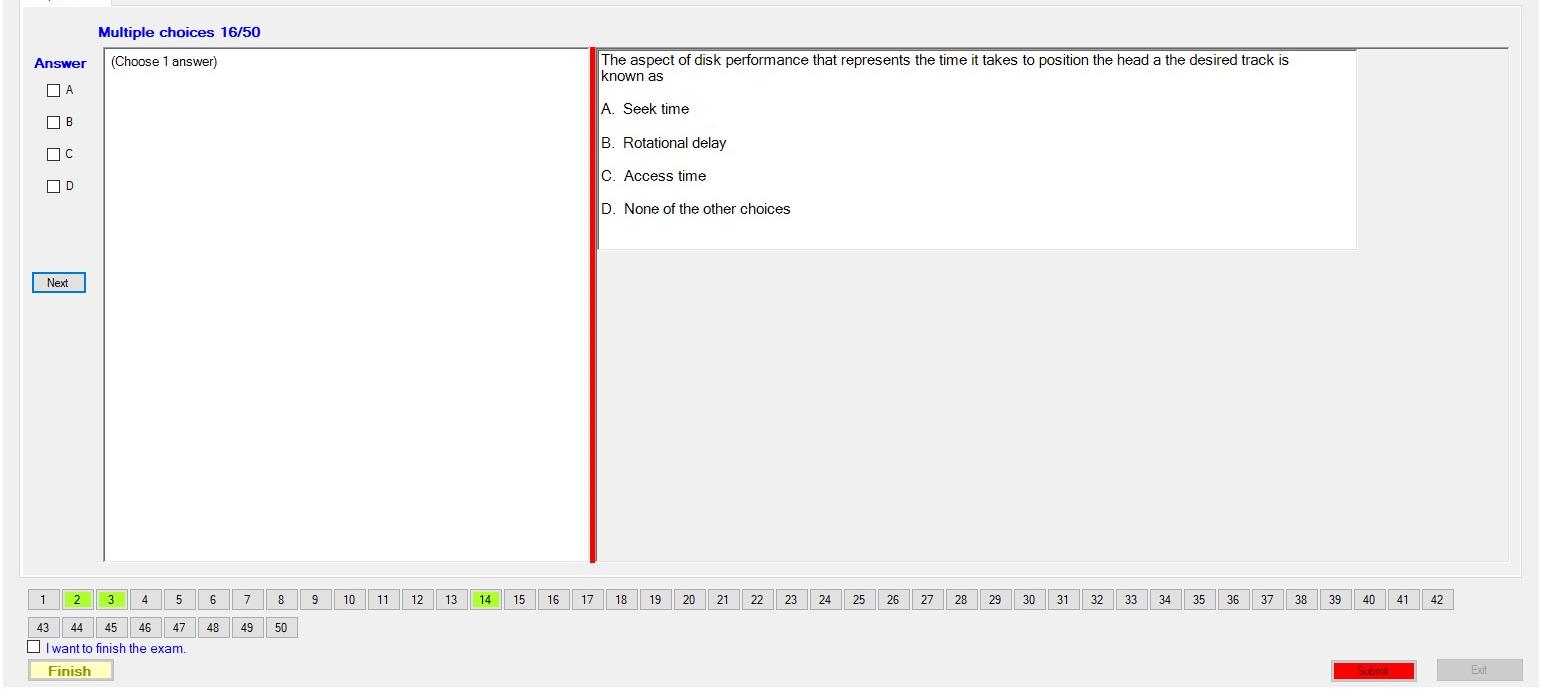 Multiple choices 16/50
Answer
(Choose 1 answer)
A
B
C
D
Next
The aspect of disk performance that represents the time it takes to position the head a the desired track is
known as
A. Seek time
B. Rotational delay
C. Access time
D. None of the other choices
1 2 3 4 5 6 7 8 9 10 11 12 13 14 15 16 17 18 19 20 21 22 23 24 25 26 27 28 29 30 31 32 33 34 35 36 37 38 39 40 41 42
43 44 45 46 47 48 49 50
I want to finish the exam.
Finish
Submit
Exit